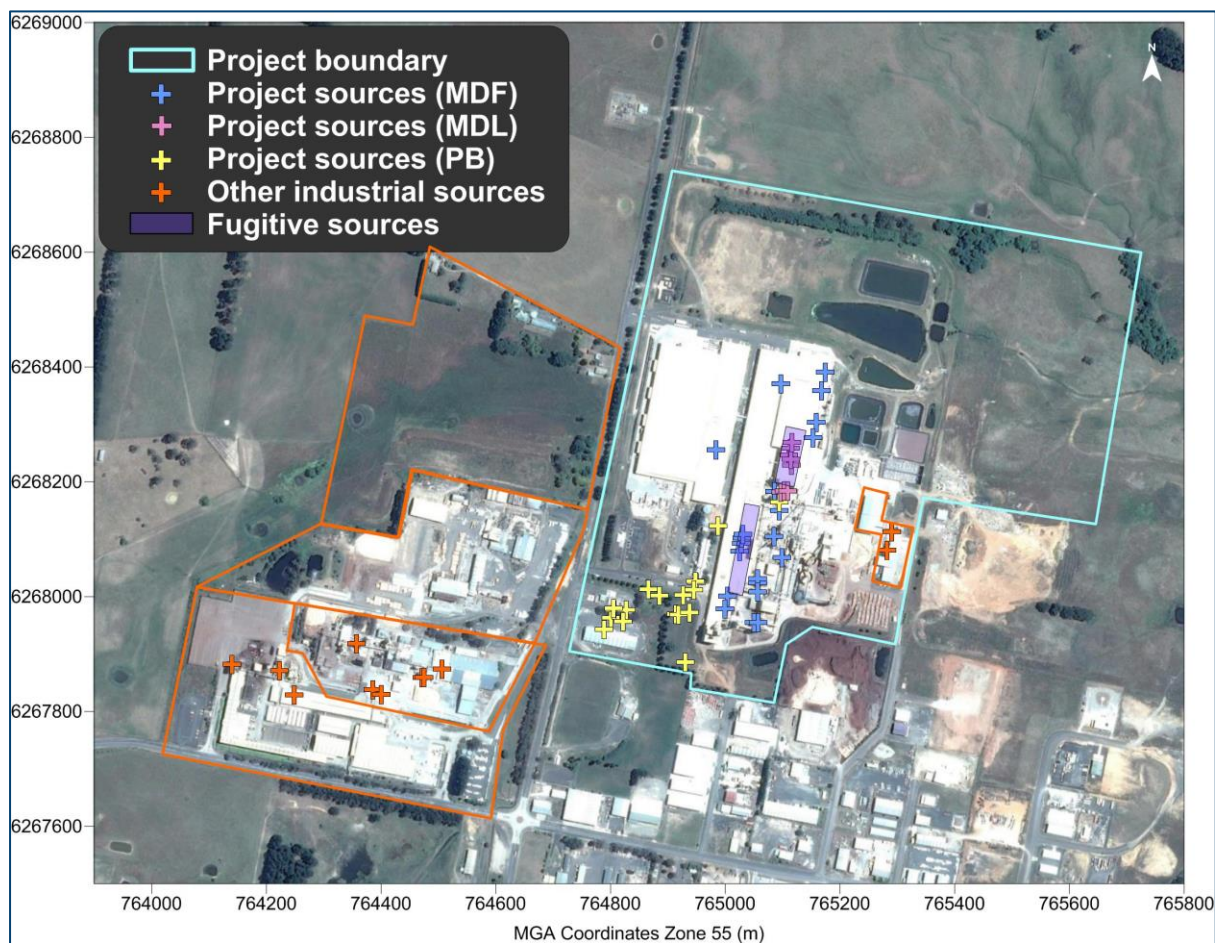 6269000
6268800
6268600
6268400
6268200
6268000
6267800
6267600
Project boundary
Project sources (MDF)
Project sources (MDL)
Project sources (PB)
Other industrial sources
Fugitive sources
N
764000 764200 764400 764600 764800 765000 765200 765400 765600 765800
MGA Coordinates Zone 55 (m)